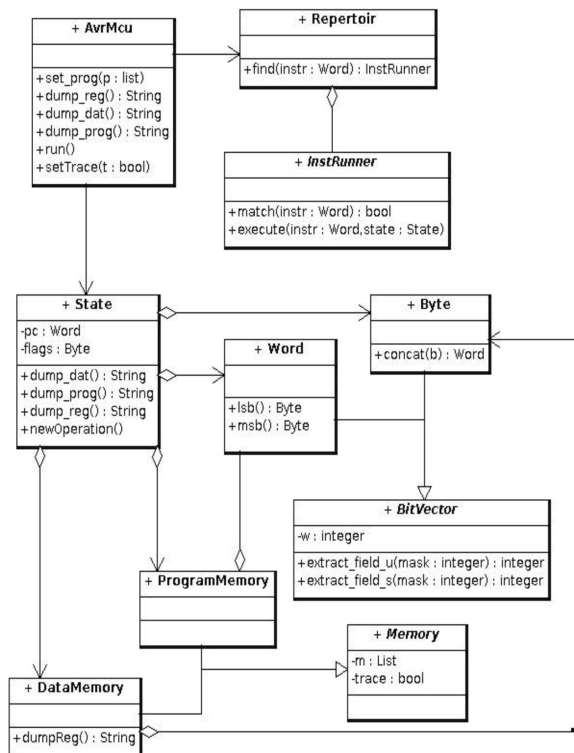 + AvrMcu
+set_prog(p : list)
+dump_reg() : String
+dump_dat() : String
+dump_prog() : String
+run()
+setTrace(t : bool)
+ Repertoir
+find(instr : Word) : InstRunner
+ InstRunner
+match(instr : Word) : bool
+execute(instr : Word,state : State)
+ State
-pc : Word
-flags : Byte
+dump_dat() : String
+dump_prog() : String
+dump_reg() : String
+newOperation()
+ Word
+lsb() : Byte
+msb() : Byte
+ Byte
+concat(b) : Word
+ BitVector
-w : integer
+extract_field_u(mask : integer) : integer
+extract_field_s(mask : integer) : integer
+ ProgramMemory
+ Memory
-m : List
-trace : bool
+ DataMemory
+dumpReg() : String